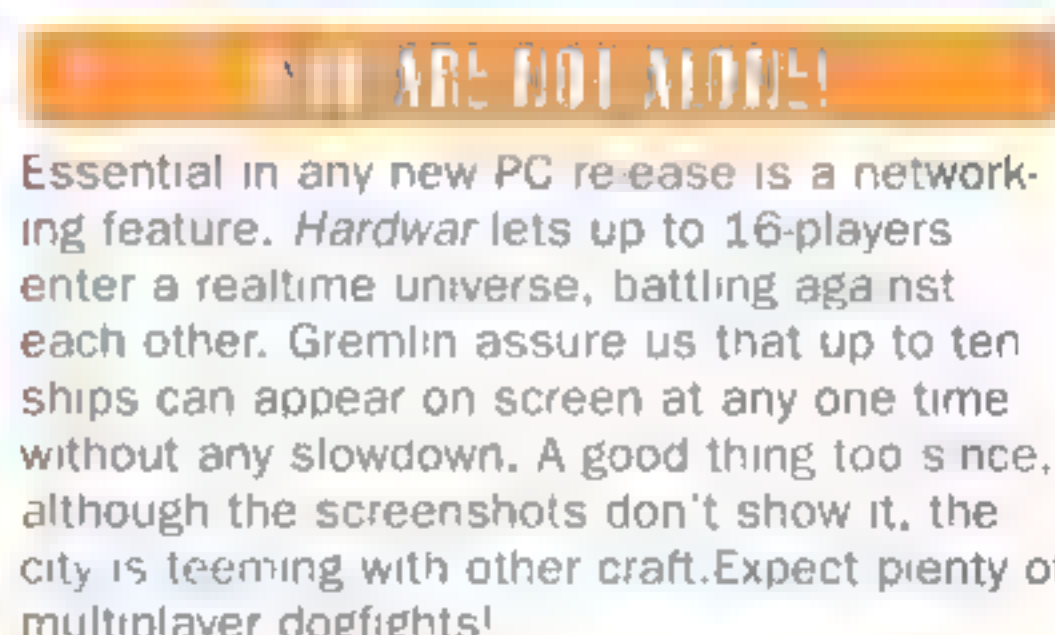 YOU ARE NOT ALONE!
Essential in any new PC release is a network-
ing feature. Hardwar lets up to 16-players
enter a realtime universe, battling against
each other. Gremlin assure us that up to ten
ships can appear on screen at any one time
without any slowdown. A good thing too since,
although the screenshots don't show it, the
city is teeming with other craft.Expect plenty of
multiplayer dogfights!